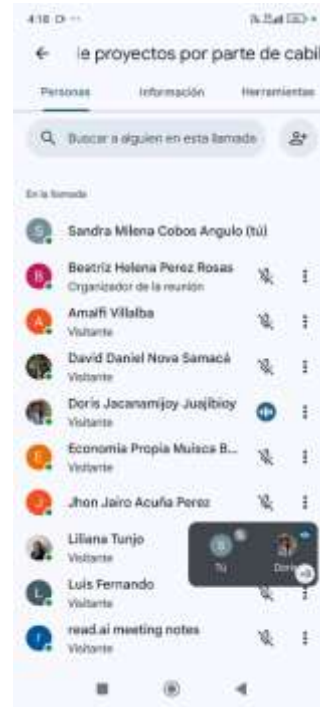 4:18
le proyectos por parte de cabil
Personas Información Herramientas
Buscar a alguien en esta llamada
En la llamada
S Sandra Milena Cobos Angulo (tú)
B Beatriz Helena Perez Rosas
Organizador de la reunión
A Amalfi Villalba
Visitante
David Daniel Nova Samacá
Visitante
Doris Jacanamijoy Juajibioy
Visitante
E Economía Propia Muisca B...
Visitante
J Jhon Jairo Acuña Perez
Liliana Tunjo
Visitante
S
Tú Doris
L Luis Fernando
Visitante
r read.ai meeting notes
Visitante